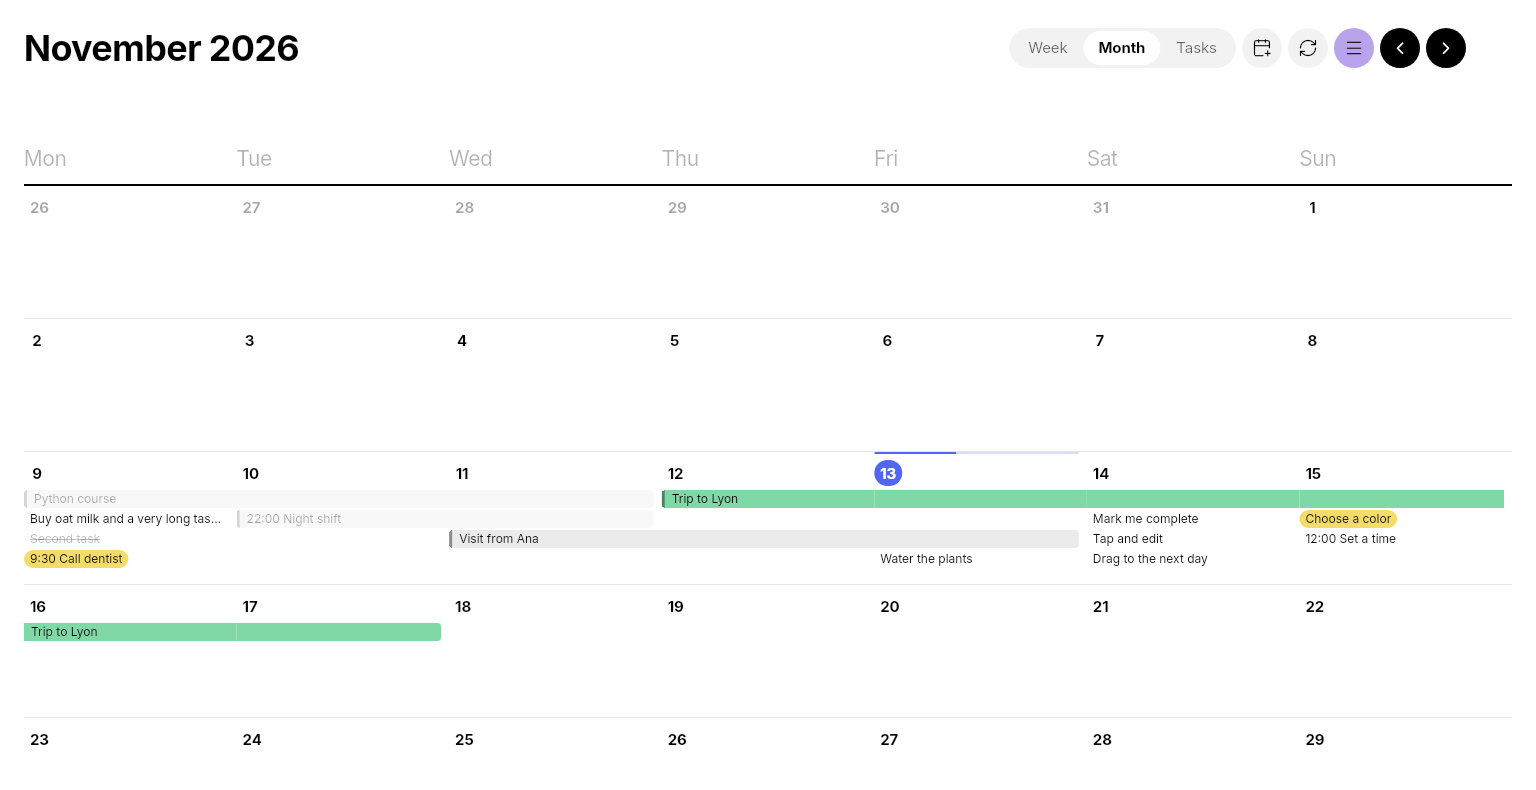 November 2026
Week Month Tasks
Mon Tue Wed Thu Fri Sat Sun
26 27 28 29 30 31 1
2 3 4 5 6 7 8
9 10 11 12 13 14 15
Python course Trip to Lyon
Buy oat milk and a very long tas... 22:00 Night shift Mark me complete Choose a color
Second task Visit from Ana Tap and edit 12:00 Set a time
9:30 Call dentist Water the plants Drag to the next day
16 17 18 19 20 21 22
Trip to Lyon
23 24 25 26 27 28 29